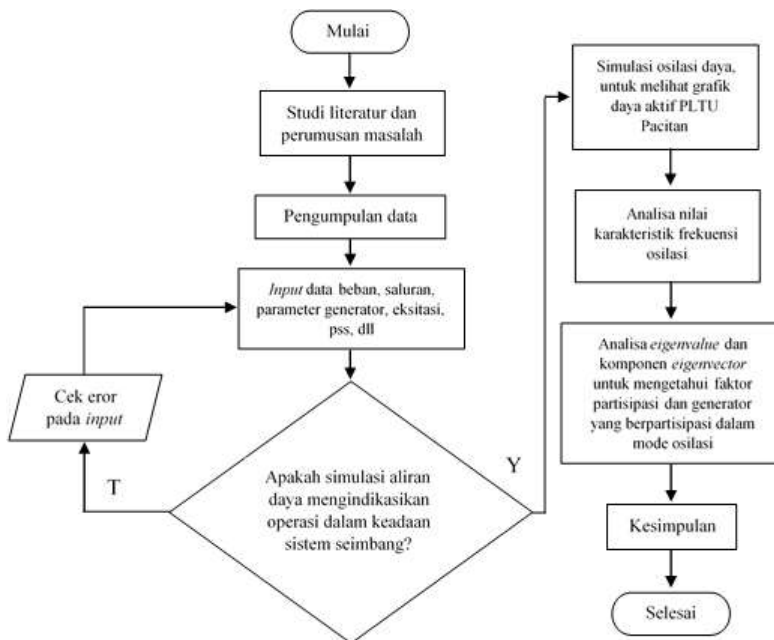 Mulai
Studi literatur dan
perumusan masalah
Pengumpulan data
Input data beban, saluran,
parameter generator, eksitasi,
pss, dll
Cek eror
pada input
T
Apakah simulasi aliran
daya mengindikasikan
operasi dalam keadaan
sistem seimbang?
Y
Simulasi osilasi daya,
untuk melihat grafik
daya aktif PLTU
Pacitan
Analisa nilai
karakteristik frekuensi
osilasi
Analisa eigenvalue dan
komponen eigenvector
untuk mengetahui faktor
partisipasi dan generator
yang berpartisipasi dalam
mode osilasi
Kesimpulan
Selesai